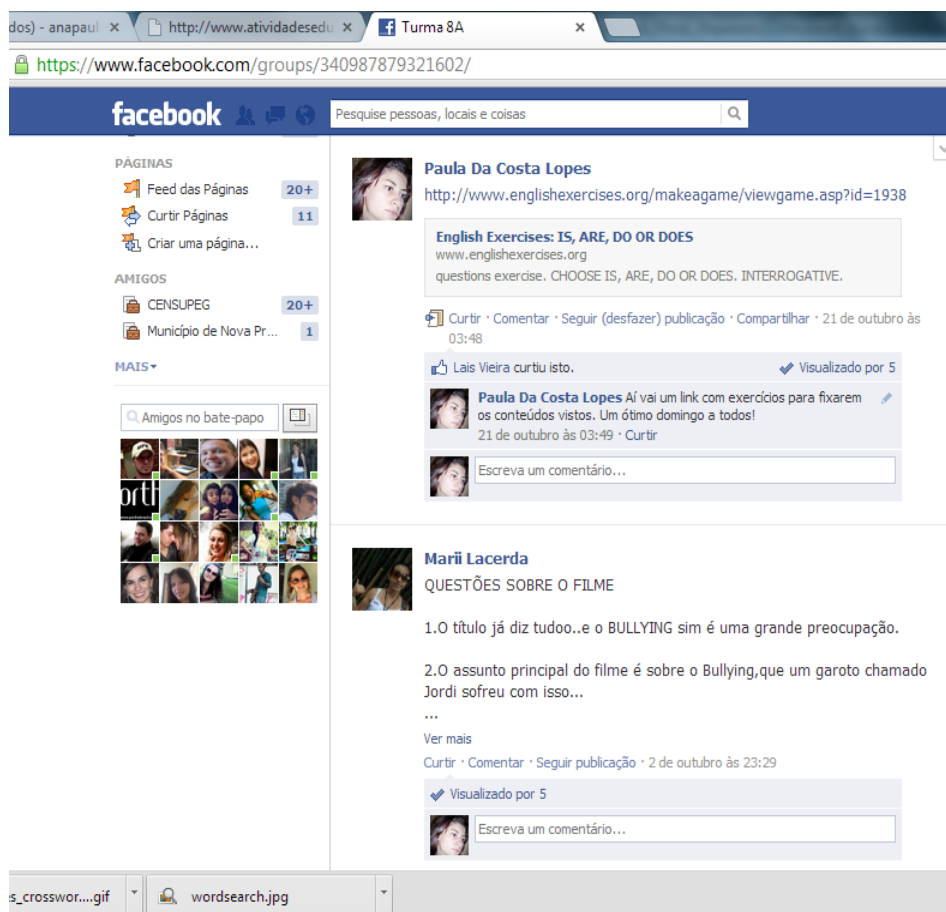 dos) - anapaul
http://www.atividadesedu
Turma 8A
https://www.facebook.com/groups/340987879321602/
facebook
Pesquise pessoas, locais e coisas
PÁGINAS
Feed das Páginas 20+
Curtir Páginas 11
Criar uma página...
AMIGOS
CENSUPEG 20+
Município de Nova Pr... 1
MAIS
Amigos no bate-papo
orth
Paula Da Costa Lopes
http://www.englishexercises.org/makeagame/viewgame.asp?id=1938
English Exercises: IS, ARE, DO OR DOES
www.englishexercises.org
questions exercise. CHOOSE IS, ARE, DO OR DOES. INTERROGATIVE.
Curtir · Comentar · Seguir (desfazer) publicação · Compartilhar · 21 de outubro às
03:48
Lais Vieira curtiu isto. Visualizado por 5
Paula Da Costa Lopes Aí vai um link com exercícios para fixarem
os conteúdos vistos. Um ótimo domingo a todos!
21 de outubro às 03:49 · Curtir
Escreva um comentário...
Marii Lacerda
QUESTÕES SOBRE O FILME
1.O título já diz tudoo..e o BULLYING sim é uma grande preocupação.
2.O assunto principal do filme é sobre o Bullying,que um garoto chamado
Jordi sofreu com isso...
...
Ver mais
Curtir · Comentar · Seguir publicação · 2 de outubro às 23:29
Visualizado por 5
Escreva um comentário...
s_crosswor....gif
wordsearch.jpg